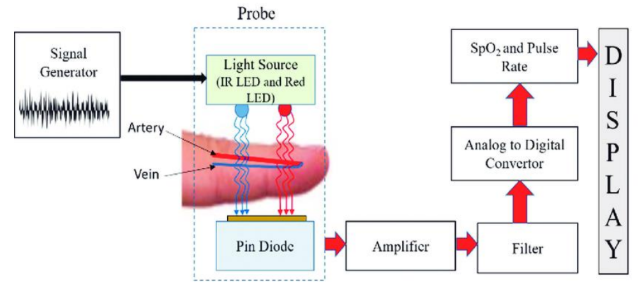 Probe
Signal
Generator
Light Source
(IR LED and Red
LED)
Artery
Vein
Pin Diode
Amplifier
Filter
Analog to Digital
Convertor
SpO₂ and Pulse
Rate
DISPLAY